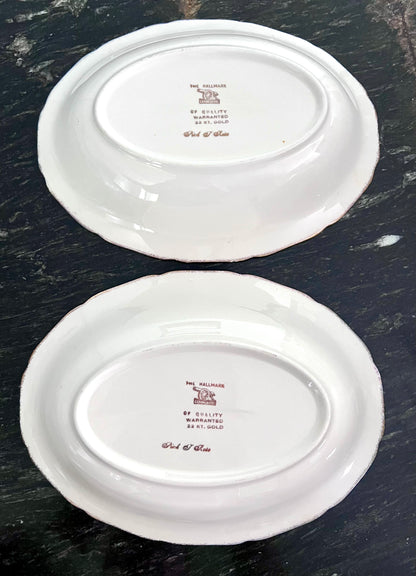 THE HALLMARK
OF QUALITY
WARRANTED
22 KT. GOLD
THE HALLMARK
OF QUALITY
WARRANTED
22 KT. GOLD